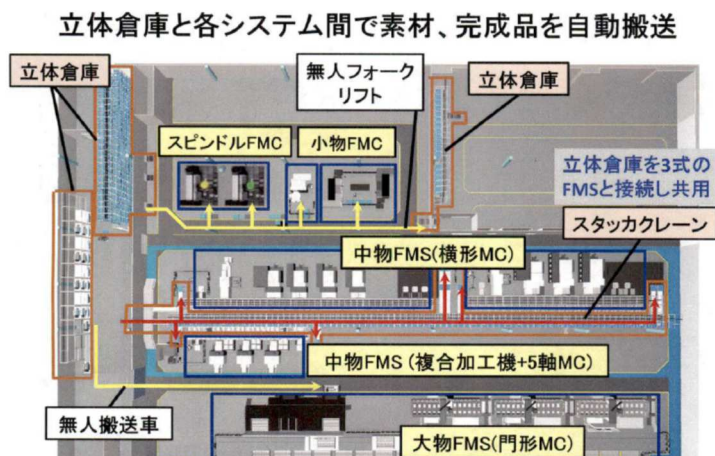 立体倉庫と各システム間で素材、完成品を自動搬送
立体倉庫
無人フォーク
リフト
立体倉庫
スピンドルFMC
小物FMC
立体倉庫を3式の
FMSと接続し共用
スタッカクレーン
中物FMS(横形MC)
中物FMS(複合加工機+5軸MC)
無人搬送車
大物FMS(門形MC)